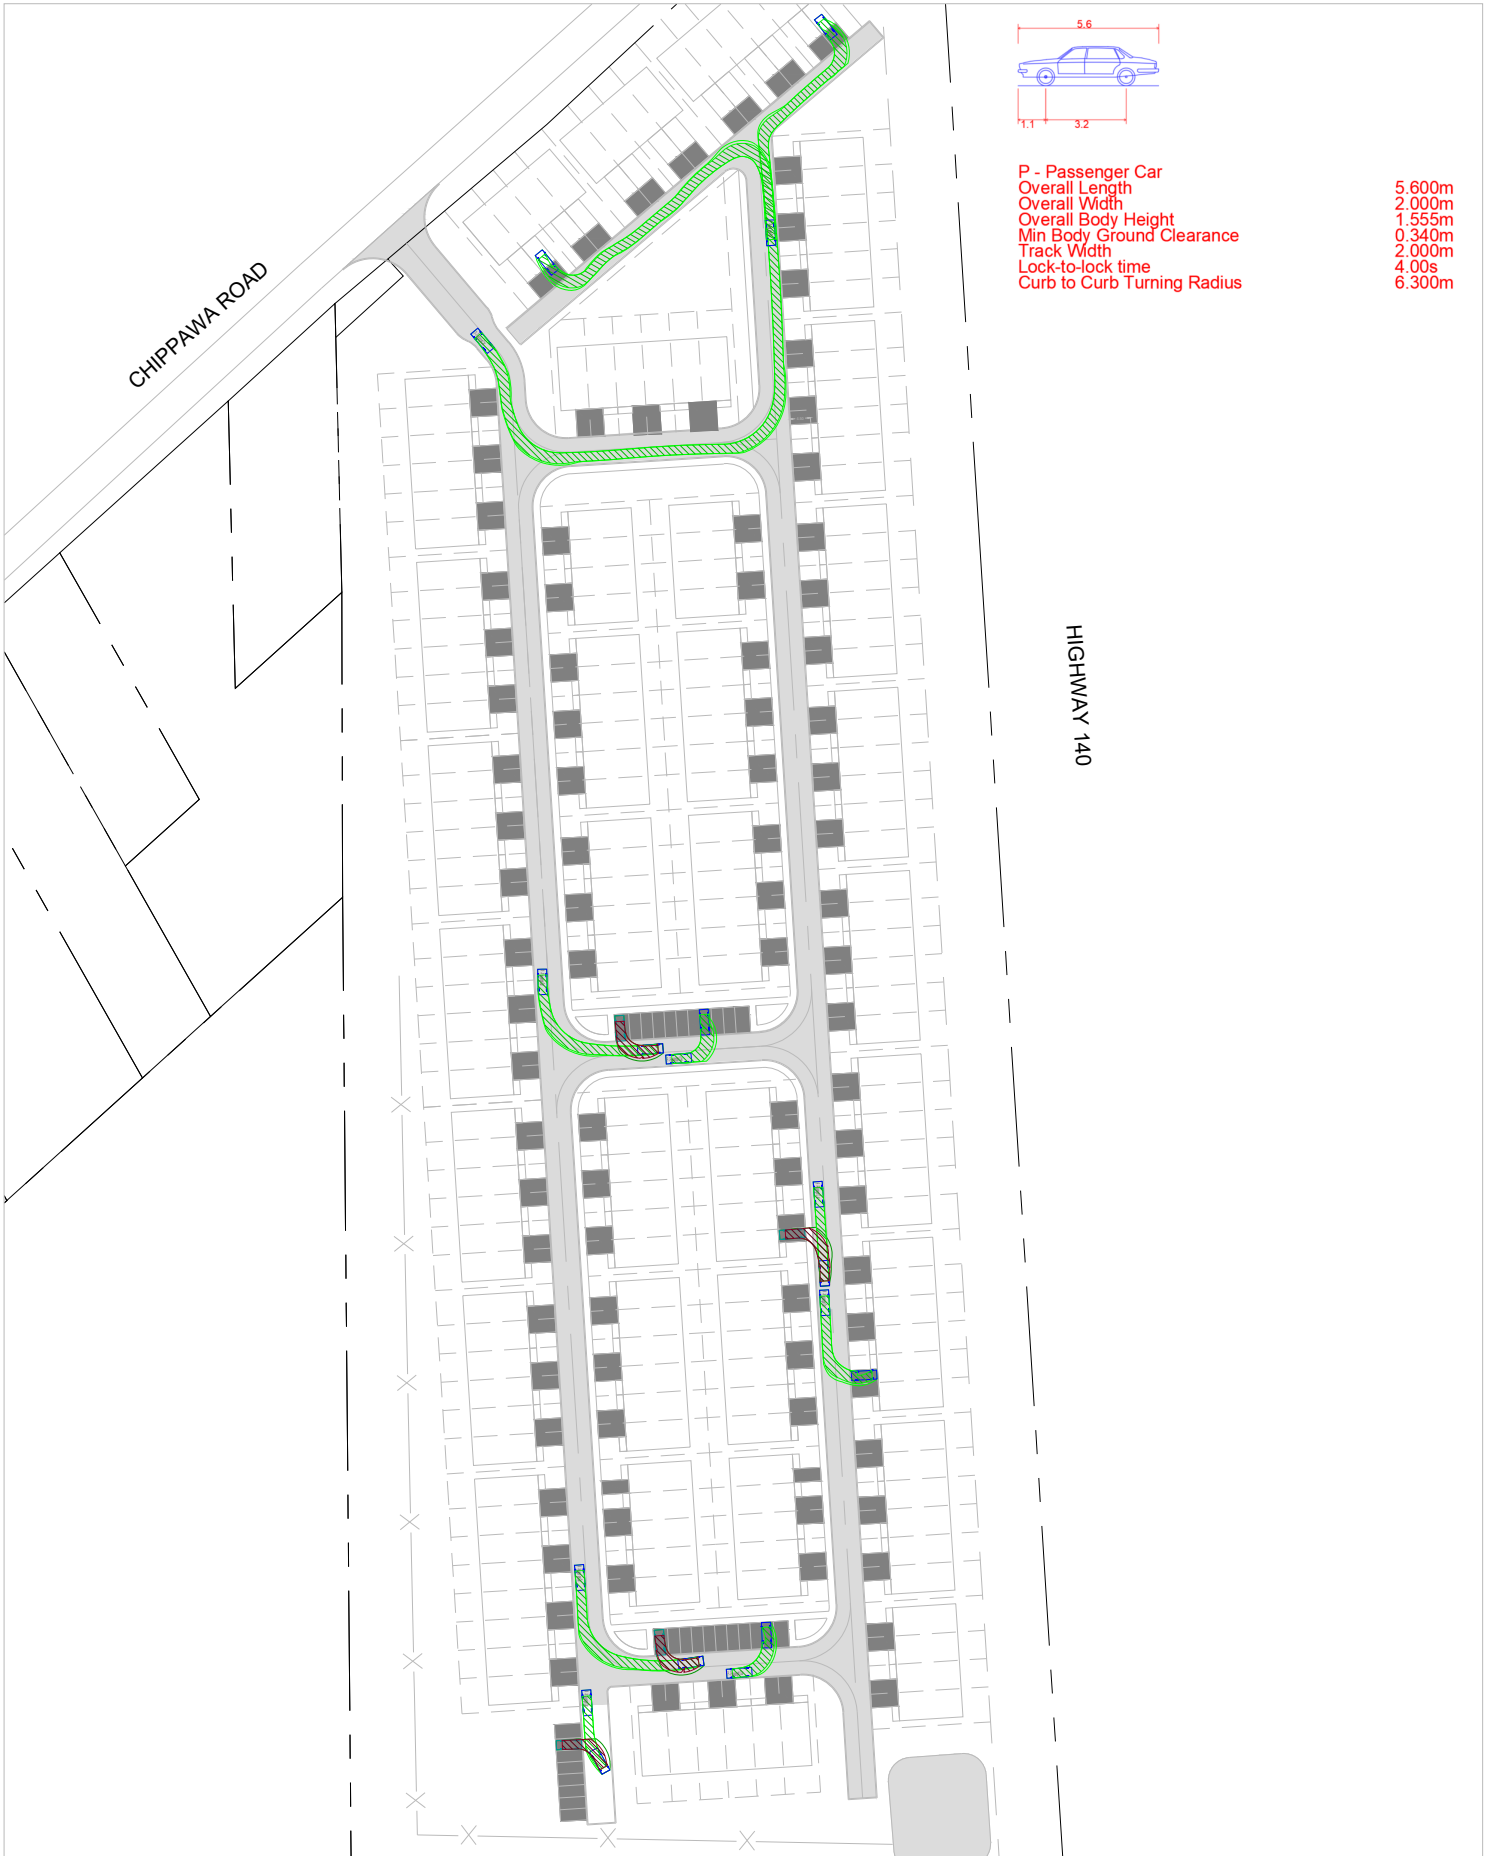 5.6
1.1 3.2
P - Passenger Car
Overall Length 5.600m
Overall Width 2.000m
Overall Body Height 1.555m
Min Body Ground Clearance 0.340m
Track Width 2.000m
Lock-to-lock time 4.00s
Curb to Curb Turning Radius 6.300m
CHIPPAWA ROAD
HIGHWAY 140